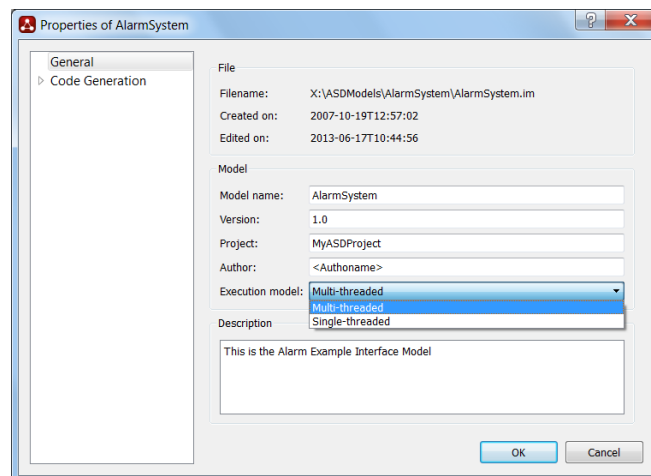 Properties of AlarmSystem
General
Code Generation
File
Filename: X:\ASDModels\AlarmSystem\AlarmSystem.im
Created on: 2007-10-19T12:57:02
Edited on: 2013-06-17T10:44:56
Model
Model name: AlarmSystem
Version: 1.0
Project: MyASDProject
Author: <Authoname>
Execution model: Multi-threaded
Multi-threaded
Single-threaded
Description
This is the Alarm Example Interface Model
OK Cancel